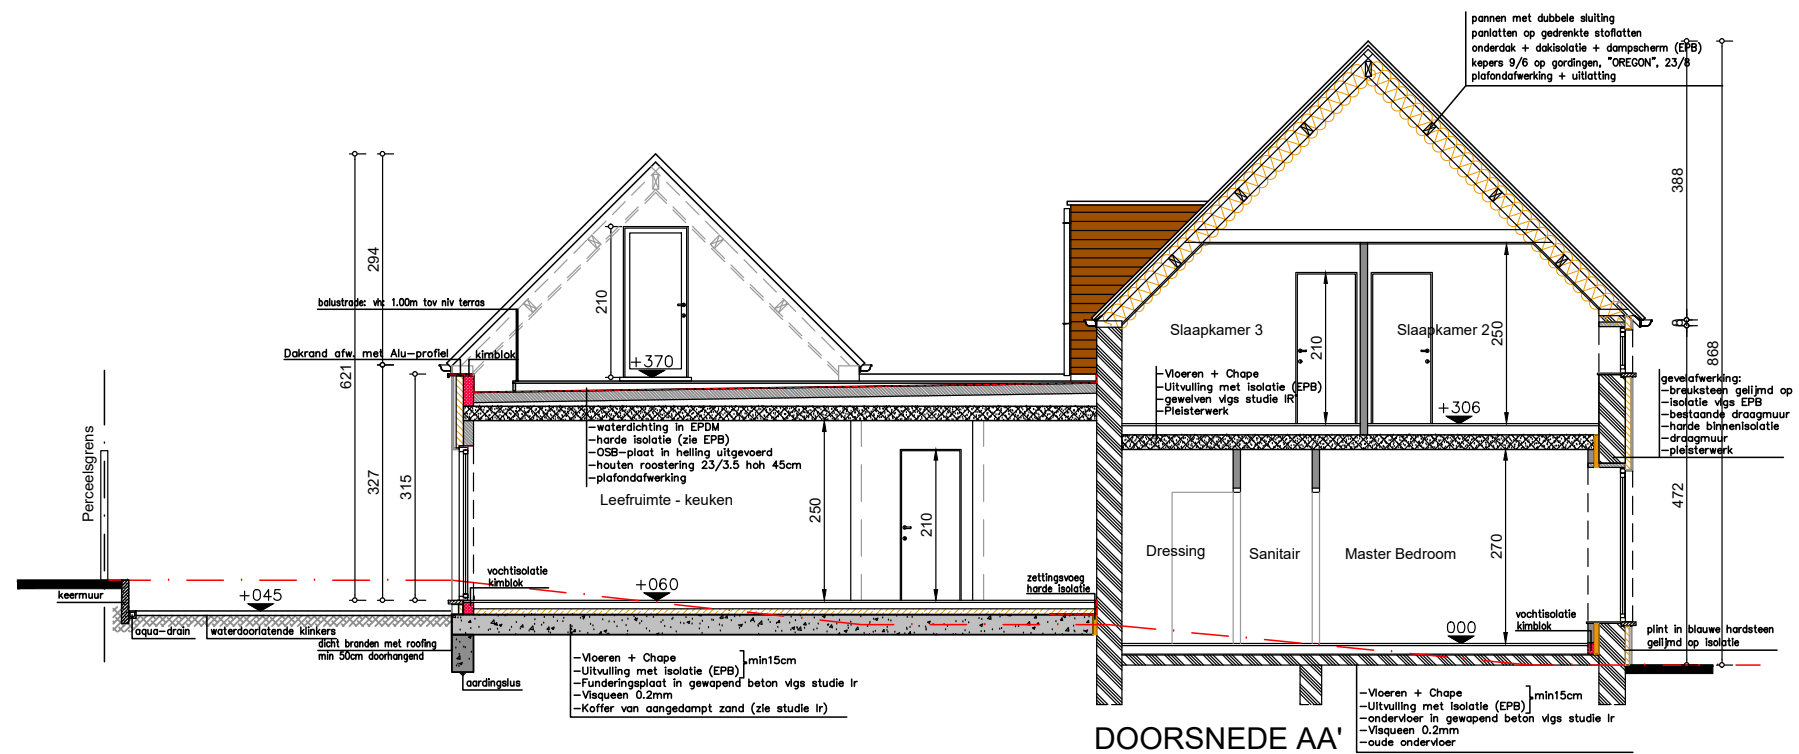 pannen met dubbele sluiting
panlatten op gedrenkte stoflatten
onderdak + dakisolatie + dampscherm (EPB)
kepers 9/6 op gordingen, "OREGON", 23/8
plafondafwerking + uitlatting
388
868
472
294
621
327
315
balustrade: vh: 1.00m tov niv terras
Dakrand afw. met Alu-profiel
kimblok
210
+370
Slaapkamer 3
Slaapkamer 2
210
250
+306
-Vloeren + Chape
-Uitvulling met isolatie (EPB)
-gewelven vlgs studie IR
-Pleisterwerk
gevelafwerking:
-breuksteen gelijmd op
-isolatie vlgs EPB
-bestaande draagmuur
-harde binnenisolatie
-draagmuur
-pleisterwerk
-waterdichting in EPDM
-harde isolatie (zie EPB)
-OSB-plaat in helling uitgevoerd
-houten roostering 23/3.5 hoh 45cm
-plafondafwerking
Leefruimte - keuken
250
210
Perceelsgrens
Dressing
Sanitair
Master Bedroom
270
vochtisolatie
kimblok
zettingsvoeg
harde isolatie
keermuur
+045
+060
000
aqua-drain
waterdoorlatende klinkers
dicht branden met roofing
min 50cm doorhangend
aardingslus
vochtisolatie
kimblok
plint in blauwe hardsteen
gelijmd op isolatie
-Vloeren + Chape
-Uitvulling met isolatie (EPB)
min15cm
-Funderingsplaat in gewapend beton vlgs studie Ir
-Visqueen 0.2mm
-Koffer van aangedampt zand (zie studie Ir)
-Vloeren + Chape
-Uitvulling met isolatie (EPB)
min15cm
-ondervloer in gewapend beton vlgs studie Ir
-Visqueen 0.2mm
-oude ondervloer
DOORSNEDE AA'